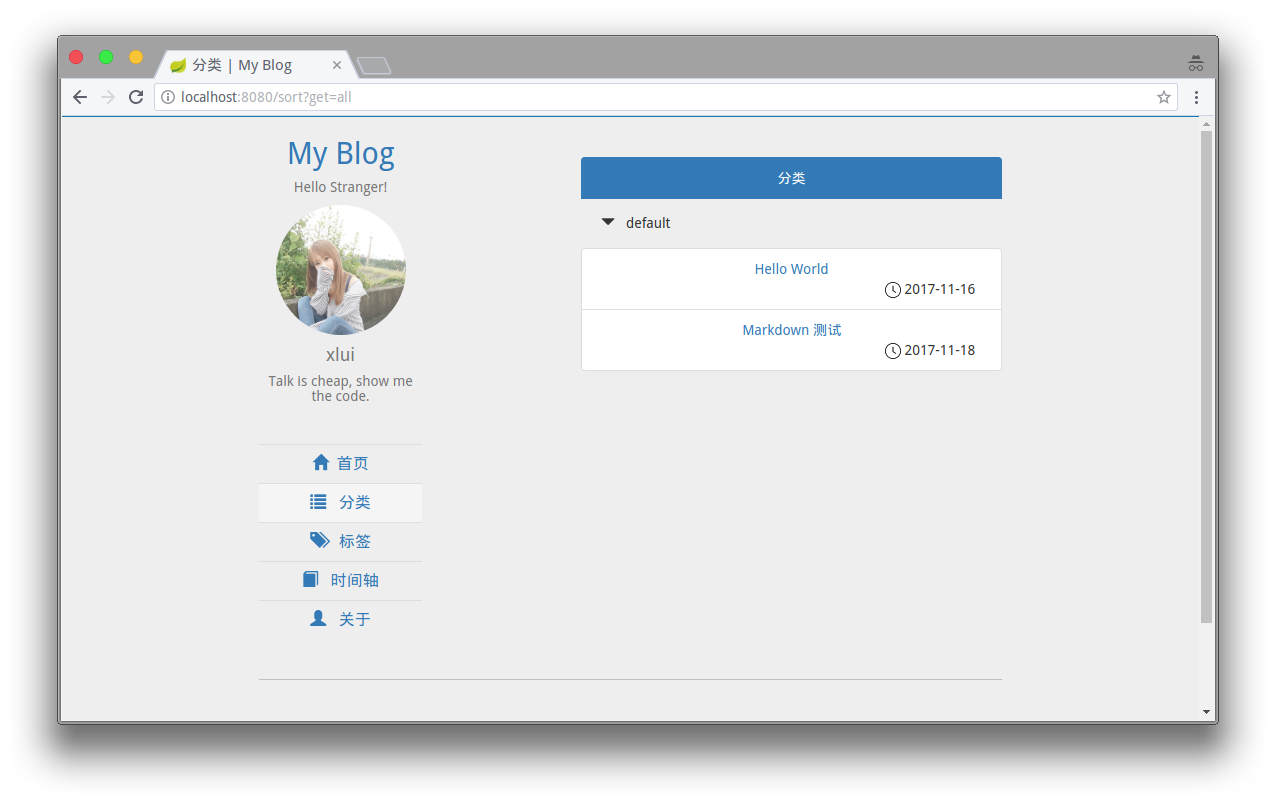 分类 | My Blog
localhost:8080/sort?get=all
My Blog
Hello Stranger!
xlui
Talk is cheap, show me
the code.
首页
分类
标签
时间轴
关于
分类
default
Hello World
2017-11-16
Markdown 测试
2017-11-18